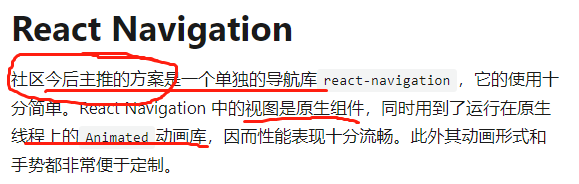 React Navigation
社区今后主推的方案是一个单独的导航库 react-navigation ，它的使用十
分简单。React Navigation 中的视图是原生组件，同时用到了运行在原生
线程上的 Animated 动画库，因而性能表现十分流畅。此外其动画形式和
手势都非常便于定制。